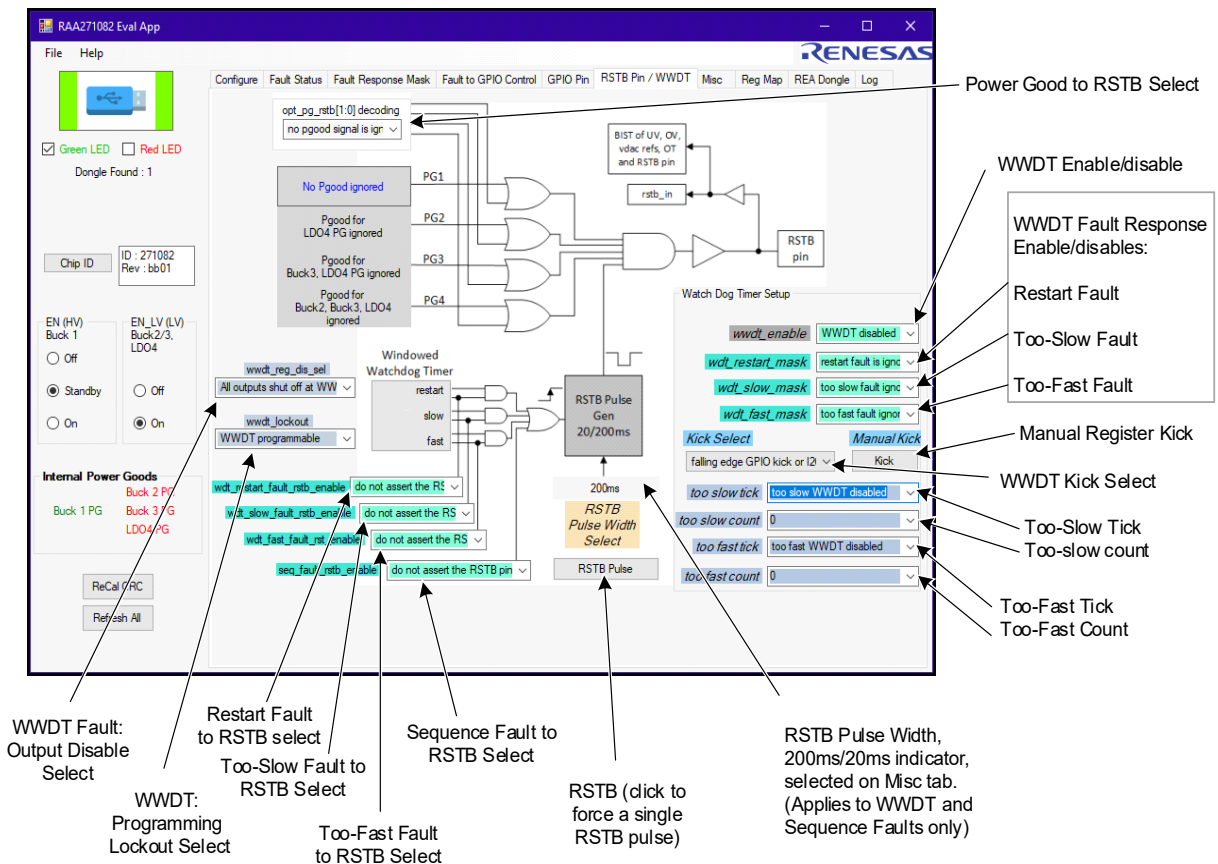 RAA271082 Eval App
File Help
RENESAS
Configure Fault Status Fault Response Mask Fault to GPIO Control GPIO Pin RSTB Pin / WWDT Misc Reg Map REA Dongle Log
Green LED Red LED
Dongle Found : 1
Chip ID
ID : 271082
Rev : bb01
EN (HV)
Buck 1
Off
Standby
On
EN_LV (LV)
Buck2/3,
LDO4
Off
On
Internal Power Goods
Buck 1 PG
Buck 2 PG
Buck 3 PG
LDO4 PG
ReCal CRC
Refresh All
opt_pg_rstb[1:0] decoding
no pgood signal is igr
No Pgood ignored
PG1
Pgood for
LDO4 PG ignored
PG2
Pgood for
Buck3, LDO4 PG ignored
PG3
Pgood for
Buck2, Buck3, LDO4
ignored
PG4
BIST of UV, OV,
vdac refs, OT
and RSTB pin
rstb_in
RSTB
pin
wwdt_reg_dis_sel
All outputs shut off at WW
wwdt_lockout
WWDT programmable
Windowed
Watchdog Timer
restart
slow
fast
RSTB Pulse
Gen
20/200ms
200ms
RSTB
Pulse Width
Select
RSTB Pulse
wdt_restart_fault_rstb_enable do not assert the RS
wdt_slow_fault_rstb_enable do not assert the RS
wdt_fast_fault_rst_enable do not assert the RS
seq_fault_rstb_enable do not assert the RSTB pin
Watch Dog Timer Setup
wwdt_enable WWDT disabled
wdt_restart_mask restart fault is ignc
wdt_slow_mask too slow fault ignc
wdt_fast_mask too fast fault ignor
Kick Select Manual Kick
falling edge GPIO kick or I2 Kick
too slow tick too slow WWDT disabled
too slow count 0
too fast tick too fast WWDT disabled
too fast count 0
Power Good to RSTB Select
WWDT Enable/disable
WWDT Fault Response
Enable/disables:
Restart Fault
Too-Slow Fault
Too-Fast Fault
Manual Register Kick
WWDT Kick Select
Too-Slow Tick
Too-slow count
Too-Fast Tick
Too-Fast Count
WWDT Fault:
Output Disable
Select
WWDT:
Programming
Lockout Select
Restart Fault
to RSTB select
Too-Slow Fault to
RSTB Select
Too-Fast Fault
to RSTB Select
Sequence Fault to
RSTB Select
RSTB (click to
force a single
RSTB pulse)
RSTB Pulse Width,
200ms/20ms indicator,
selected on Misc tab.
(Applies to WWDT and
Sequence Faults only)